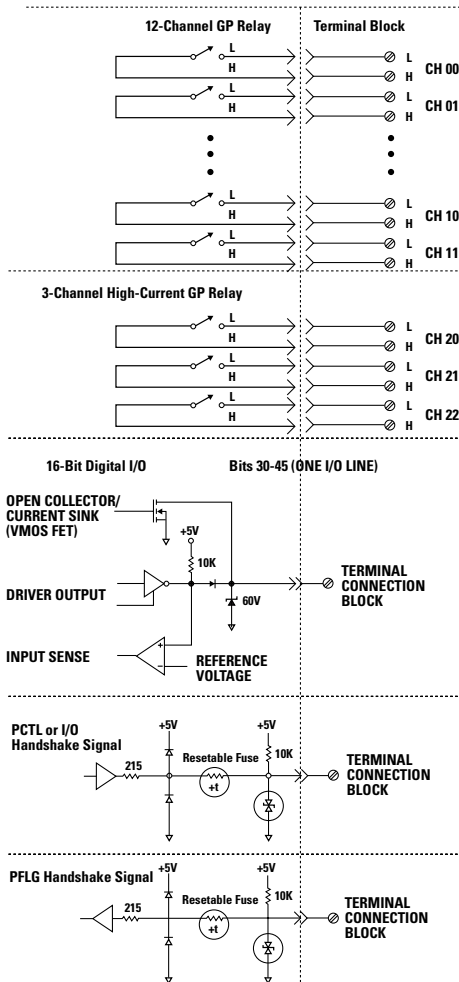 12-Channel GP Relay
Terminal Block
L
H
L
H
CH 00
L
H
L
H
CH 01
L
H
L
H
CH 10
L
H
L
H
CH 11
3-Channel High-Current GP Relay
L
H
L
H
CH 20
L
H
L
H
CH 21
L
H
L
H
CH 22
16-Bit Digital I/O
Bits 30-45 (ONE I/O LINE)
OPEN COLLECTOR/
CURRENT SINK
(VMOS FET)
+5V
10K
DRIVER OUTPUT
60V
TERMINAL
CONNECTION
BLOCK
INPUT SENSE
+
–
REFERENCE
VOLTAGE
PCTL or I/O
Handshake Signal
+5V
+5V
215
Resetable Fuse
+t
10K
TERMINAL
CONNECTION
BLOCK
PFLG Handshake Signal
+5V
+5V
215
Resetable Fuse
+t
10K
TERMINAL
CONNECTION
BLOCK